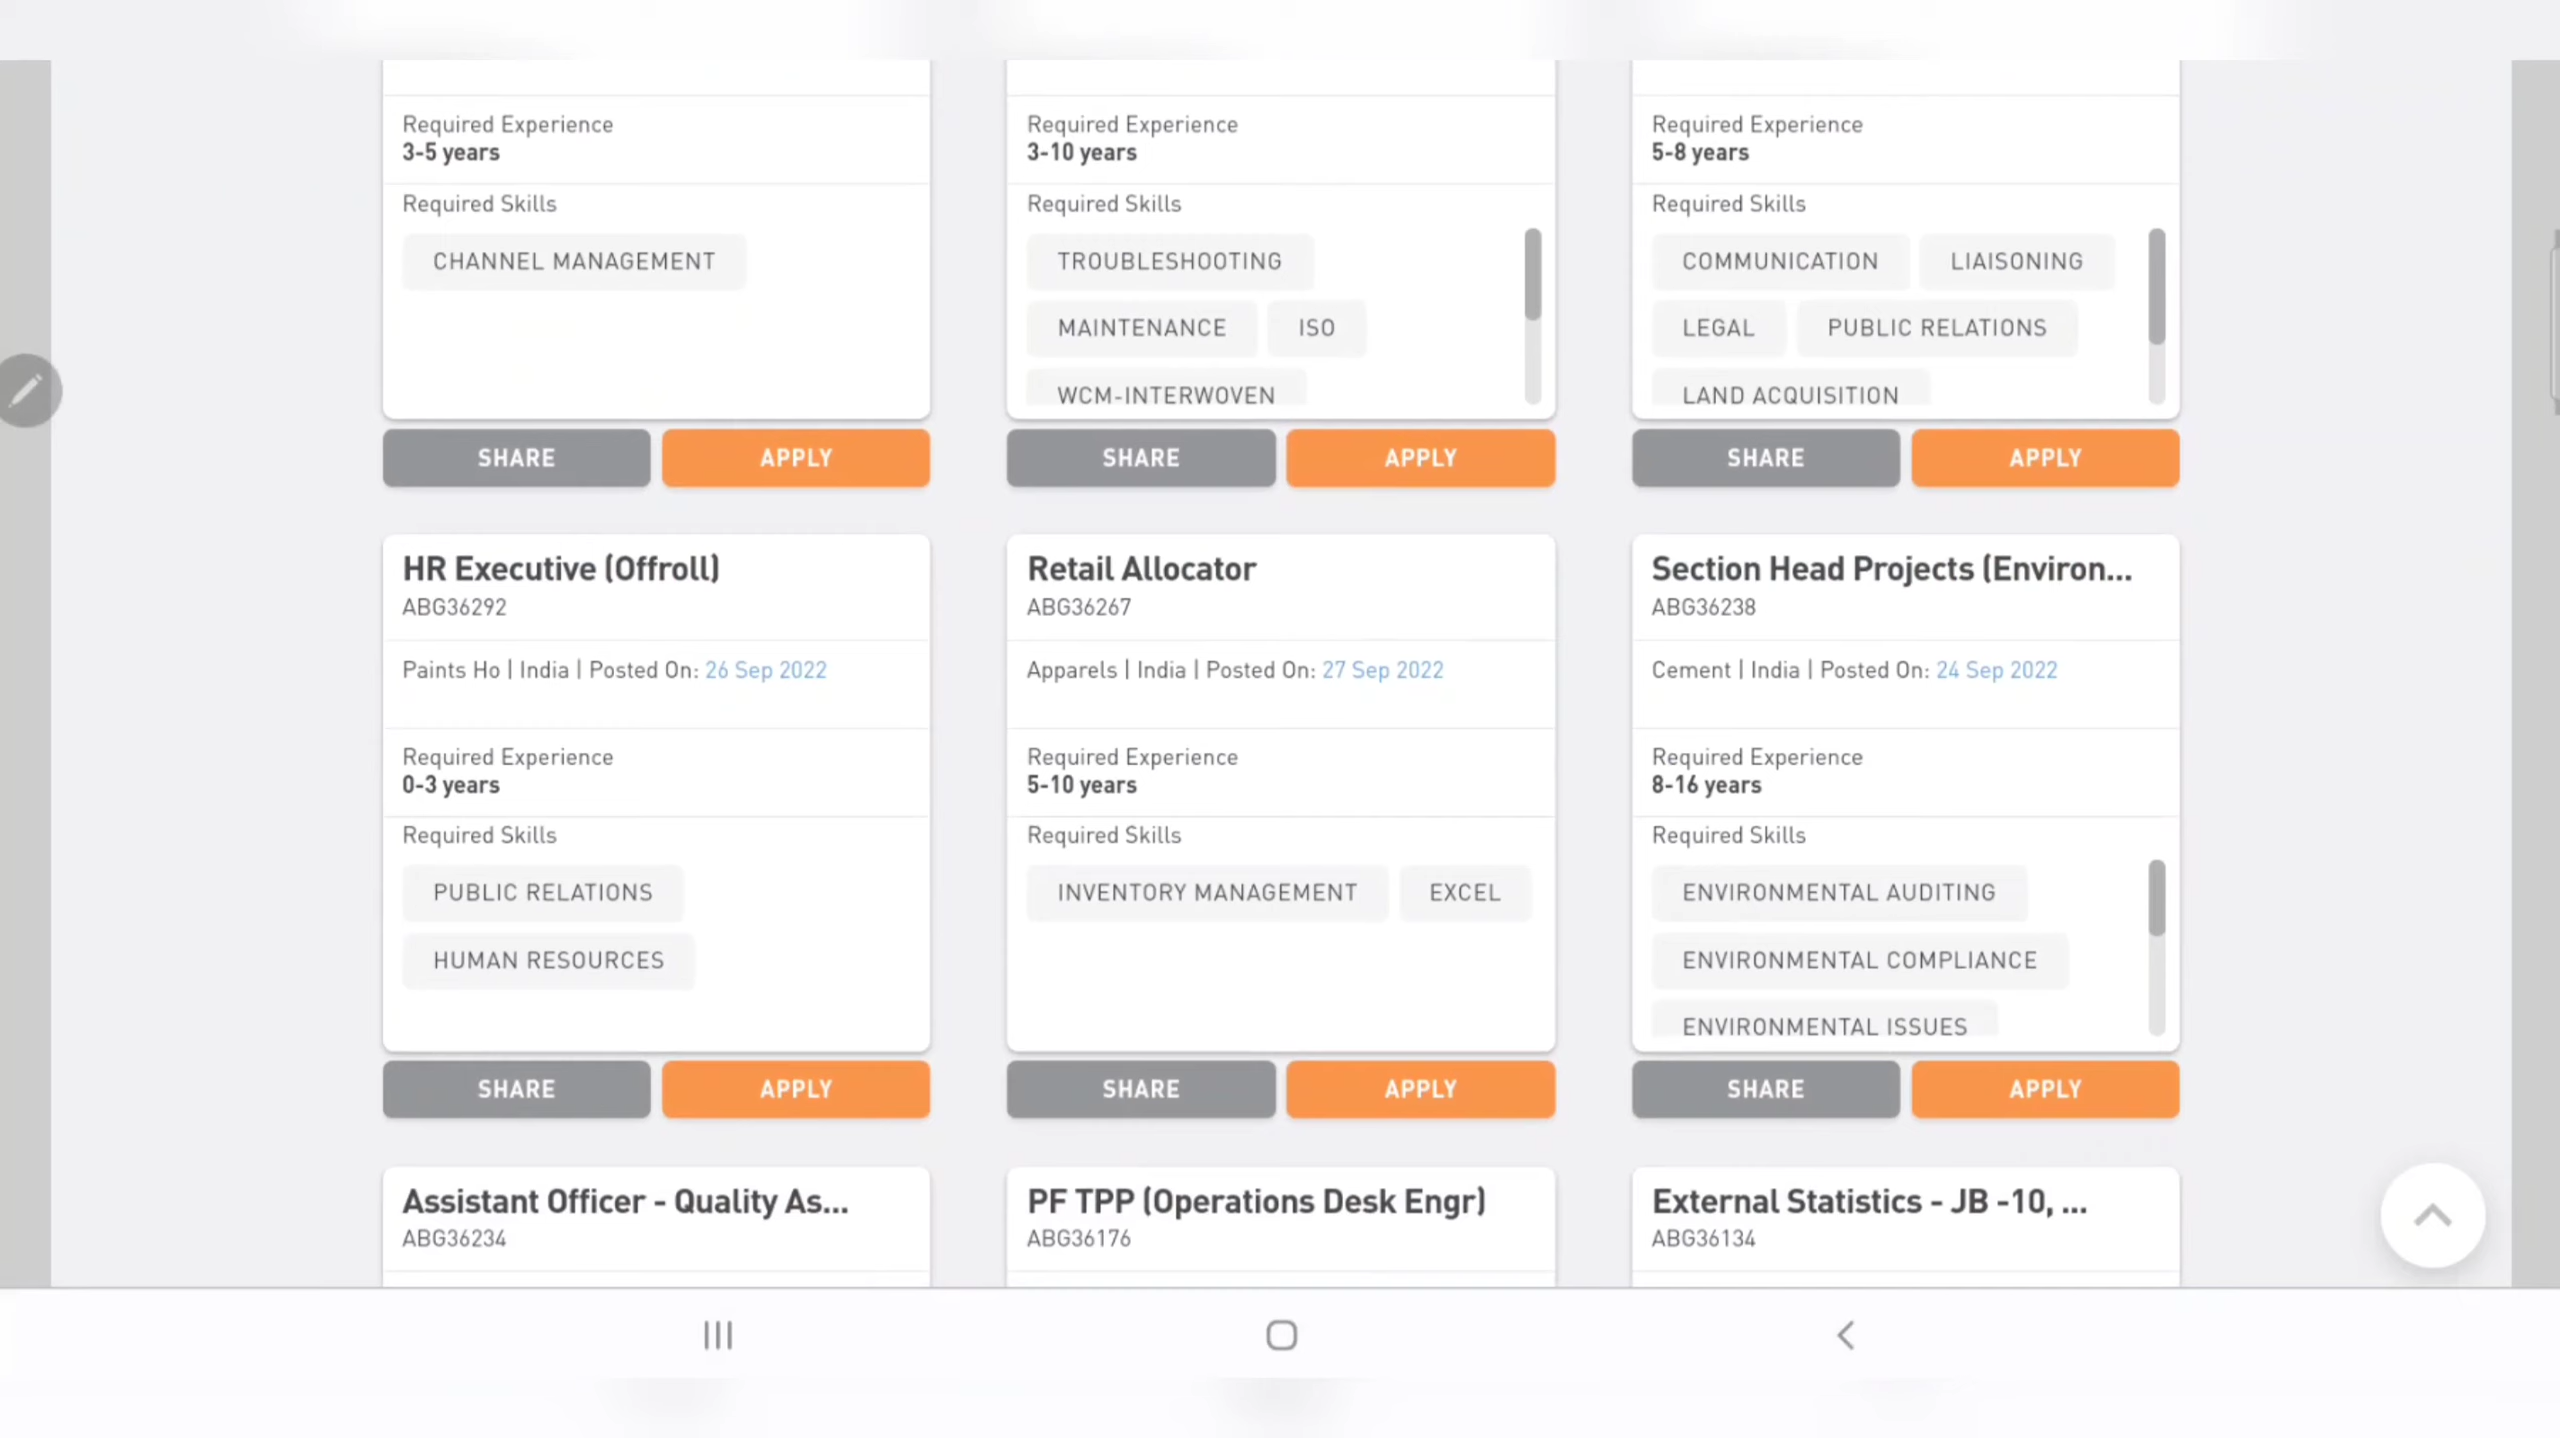 Required Experience
3-5 years
Required Skills
CHANNEL MANAGEMENT
SHARE
APPLY
Required Experience
3-10 years
Required Skills
TROUBLESHOOTING
MAINTENANCE
ISO
WCM-INTERWOVEN
SHARE
APPLY
Required Experience
5-8 years
Required Skills
COMMUNICATION
LIAISONING
LEGAL
PUBLIC RELATIONS
LAND ACQUISITION
SHARE
APPLY
HR Executive (Offroll)
ABG36292
Paints Ho | India | Posted On: 26 Sep 2022
Required Experience
0-3 years
Required Skills
PUBLIC RELATIONS
HUMAN RESOURCES
SHARE
APPLY
Retail Allocator
ABG36267
Apparels | India | Posted On: 27 Sep 2022
Required Experience
5-10 years
Required Skills
INVENTORY MANAGEMENT
EXCEL
SHARE
APPLY
Section Head Projects (Environ...
ABG36238
Cement | India | Posted On: 24 Sep 2022
Required Experience
8-16 years
Required Skills
ENVIRONMENTAL AUDITING
ENVIRONMENTAL COMPLIANCE
ENVIRONMENTAL ISSUES
SHARE
APPLY
Assistant Officer - Quality As...
ABG36234
PF TPP (Operations Desk Engr)
ABG36176
External Statistics - JB -10, ...
ABG36134